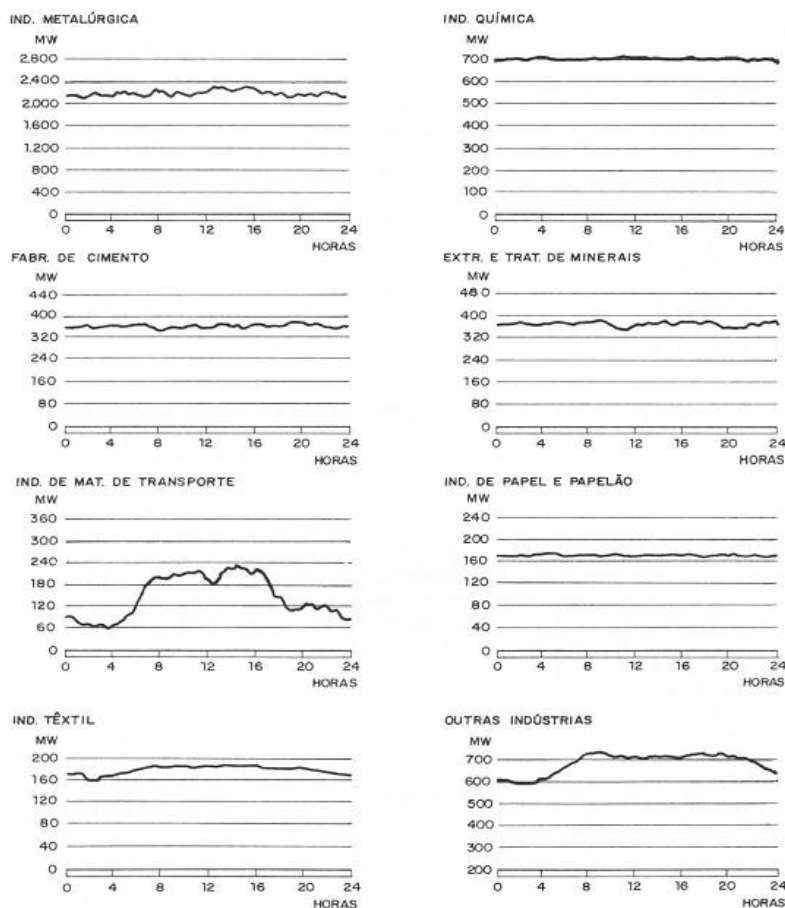 IND. METALÚRGICA
MW
2.800
2.400
2.000
1.600
1.200
800
400
0
0 4 8 12 16 20 24
HORAS
IND. QUÍMICA
MW
700
600
500
400
300
200
100
0
0 4 8 12 16 20 24
HORAS
FABR. DE CIMENTO
MW
440
400
320
240
160
80
0
0 4 8 12 16 20 24
HORAS
EXTR. E TRAT. DE MINERAIS
MW
480
400
320
240
160
80
0
0 4 8 12 16 20 24
HORAS
IND. DE MAT. DE TRANSPORTE
MW
360
300
240
180
120
60
0
0 4 8 12 16 20 24
HORAS
IND. DE PAPEL E PAPELÃO
MW
240
200
160
120
80
40
0
0 4 8 12 16 20 24
HORAS
IND. TÊXTIL
MW
200
160
120
80
40
0
0 4 8 12 16 20 24
HORAS
OUTRAS INDÚSTRIAS
MW
700
600
500
400
300
200
0 4 8 12 16 20 24
HORAS